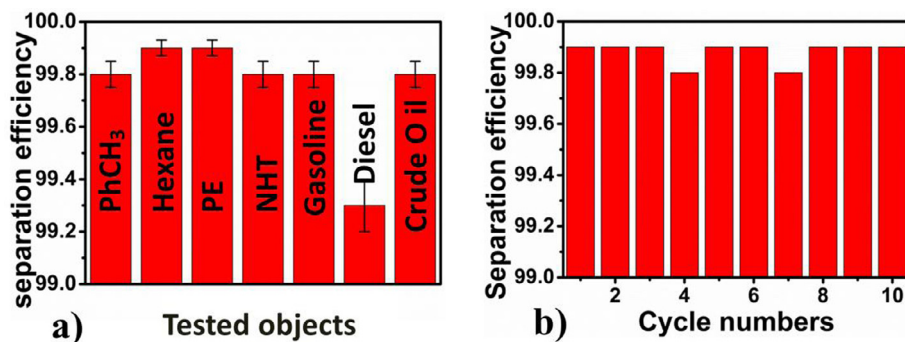 100.0
99.8
99.6
99.4
99.2
99.0
separation efficiency
PhCH₃
Hexane
PE
NHT
Gasoline
Diesel
Crude O il
a)
Tested objects
100.0
99.8
99.6
99.4
99.2
99.0
Separation efficiency
2 4 6 8 10
b)
Cycle numbers